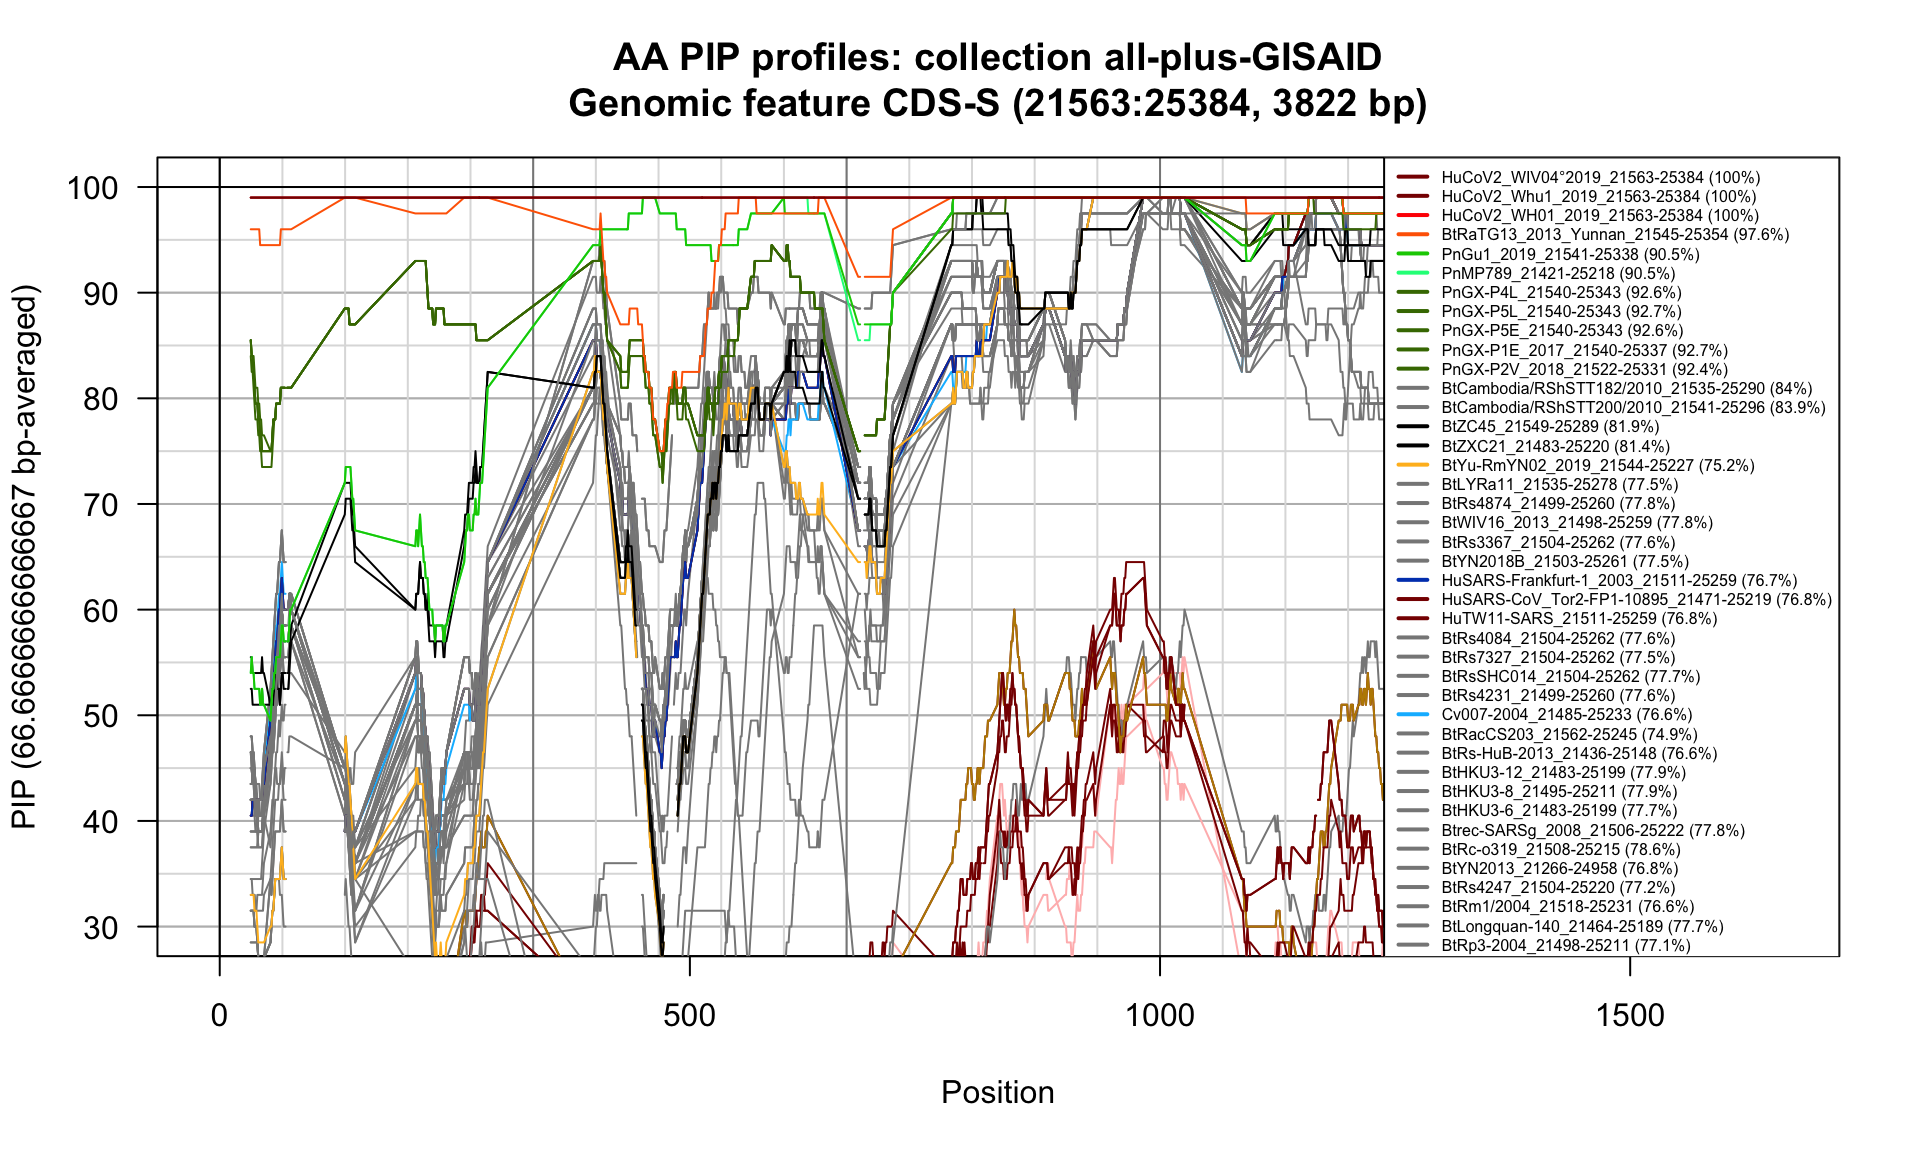 AA PIP profiles: collection all-plus-GISAID
Genomic feature CDS-S (21563:25384, 3822 bp)
PIP (66.6666666666667 bp-averaged)
100
90
80
70
60
50
40
30
HuCoV2_WIV04°2019_21563-25384 (100%)
HuCoV2_Whu1_2019_21563-25384 (100%)
HuCoV2_WH01_2019_21563-25384 (100%)
BtRaTG13_2013_Yunnan_21545-25354 (97.6%)
PnGu1_2019_21541-25338 (90.5%)
PnMP789_21421-25218 (90.5%)
PnGX-P4L_21540-25343 (92.6%)
PnGX-P5L_21540-25343 (92.7%)
PnGX-P5E_21540-25343 (92.6%)
PnGX-P1E_2017_21540-25337 (92.7%)
PnGX-P2V_2018_21522-25331 (92.4%)
BtCambodia/RShSTT182/2010_21535-25290 (84%)
BtCambodia/RShSTT200/2010_21541-25296 (83.9%)
BtZC45_21549-25289 (81.9%)
BtZXC21_21483-25220 (81.4%)
BtYu-RmYN02_2019_21544-25227 (75.2%)
BtLYRa11_21535-25278 (77.5%)
BtRs4874_21499-25260 (77.8%)
BtWIV16_2013_21498-25259 (77.8%)
BtRs3367_21504-25262 (77.6%)
BtYN2018B_21503-25261 (77.5%)
HuSARS-Frankfurt-1_2003_21511-25259 (76.7%)
HuSARS-CoV_Tor2-FP1-10895_21471-25219 (76.8%)
HuTW11-SARS_21511-25259 (76.8%)
BtRs4084_21504-25262 (77.6%)
BtRs7327_21504-25262 (77.5%)
BtRsSHC014_21504-25262 (77.7%)
BtRs4231_21499-25260 (77.6%)
Cv007-2004_21485-25233 (76.6%)
BtRacCS203_21562-25245 (74.9%)
BtRs-HuB-2013_21436-25148 (76.6%)
BtHKU3-12_21483-25199 (77.9%)
BtHKU3-8_21495-25211 (77.9%)
BtHKU3-6_21483-25199 (77.7%)
Btrec-SARSg_2008_21506-25222 (77.8%)
BtRc-o319_21508-25215 (78.6%)
BtYN2013_21266-24958 (76.8%)
BtRs4247_21504-25220 (77.2%)
BtRm1/2004_21518-25231 (76.6%)
BtLongquan-140_21464-25189 (77.7%)
BtRp3-2004_21498-25211 (77.1%)
0
500
1000
1500
Position